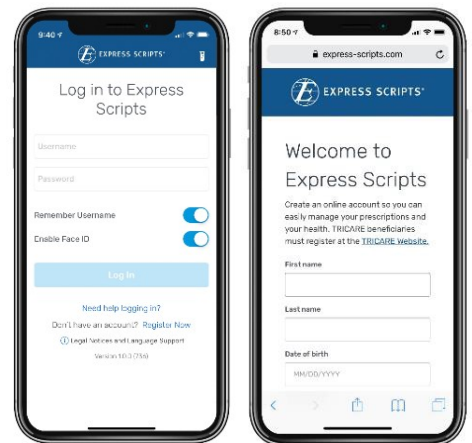 9:40
EXPRESS SCRIPTS®
Log in to Express
Scripts
Username
Password
Remember Username
Enable Face ID
Log In
Need help logging in?
Don't have an account? Register Now
Legal Notices and Language Support
8:50
express-scripts.com
EXPRESS SCRIPTS®
Welcome to
Express Scripts
Create an online account so you can
easily manage your prescriptions and
your health. TRICARE beneficiaries
must register at the TRICARE Website.
First name
Last name
Date of birth
MM/DD/YYYY